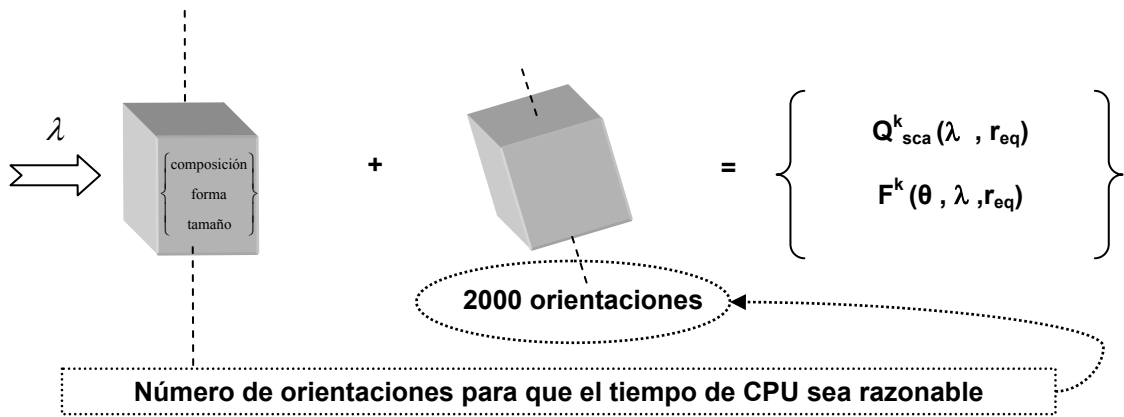 λ
composición
forma
tamaño
+
=
Q^k_sca (λ , r_eq)
F^k (θ , λ ,r_eq)
2000 orientaciones
Número de orientaciones para que el tiempo de CPU sea razonable